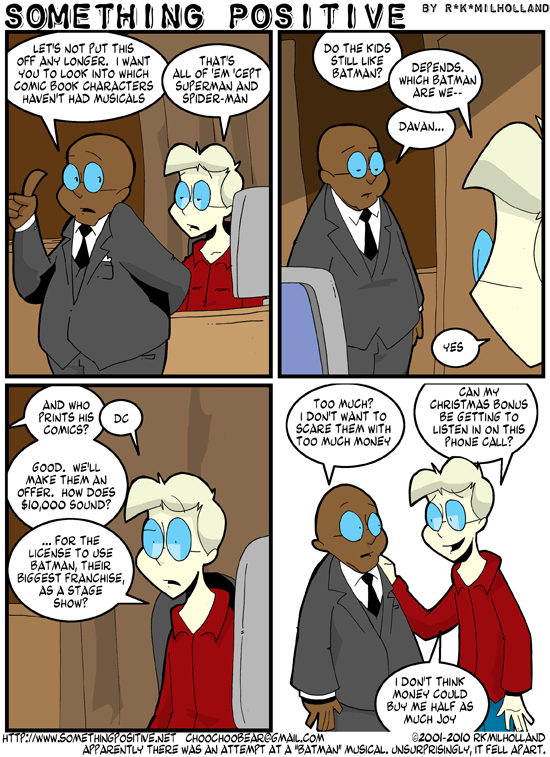 SOMETHING POSITIVE BY R*K*MILHOLLAND
LET'S NOT PUT THIS
OFF ANY LONGER. I WANT
YOU TO LOOK INTO WHICH
COMIC BOOK CHARACTERS
HAVEN'T HAD MUSICALS
THAT'S
ALL OF 'EM 'CEPT
SUPERMAN AND
SPIDER-MAN
DO THE KIDS
STILL LIKE
BATMAN?
DEPENDS.
WHICH BATMAN
ARE WE--
DAVAN...
YES
AND WHO
PRINTS HIS
COMICS?
DC
GOOD. WE'LL
MAKE THEM AN
OFFER. HOW DOES
$10,000 SOUND?
... FOR THE
LICENSE TO USE
BATMAN, THEIR
BIGGEST FRANCHISE,
AS A STAGE
SHOW?
TOO MUCH?
I DON'T WANT TO
SCARE THEM WITH
TOO MUCH MONEY
CAN MY
CHRISTMAS BONUS
BE GETTING TO
LISTEN IN ON THIS
PHONE CALL?
I DON'T THINK
MONEY COULD
BUY ME HALF AS
MUCH JOY
HTTP://WWW.SOMETHINGPOSITIVE.NET CHOOCHOOBEAR@GMAIL.COM ©2001-2010 RKMILHOLLAND
APPARENTLY THERE WAS AN ATTEMPT AT A "BATMAN" MUSICAL. UNSURPRISINGLY, IT FELL APART.